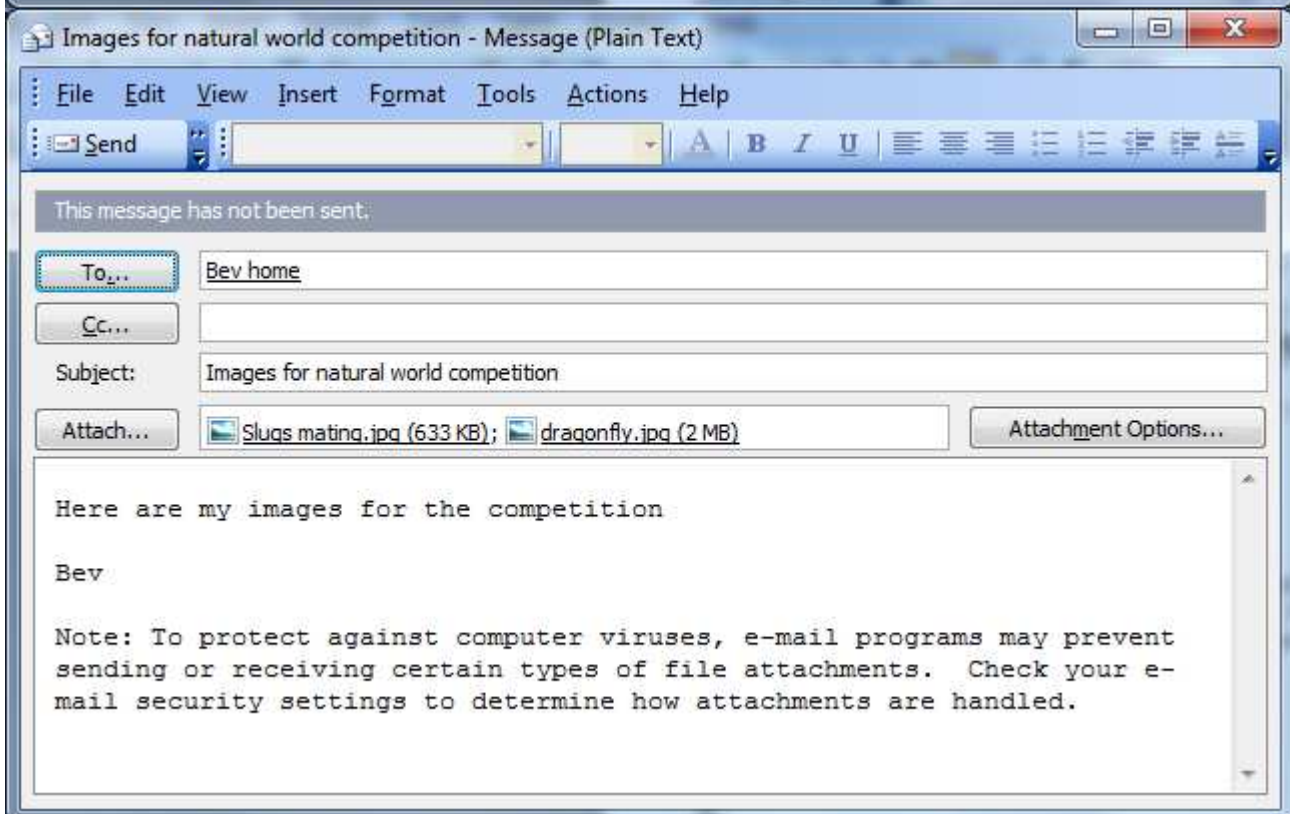 Images for natural world competition - Message (Plain Text)
File Edit View Insert Format Tools Actions Help
Send A B I U
This message has not been sent.
To... Bev home
Cc...
Subject: Images for natural world competition
Attach... Slugs mating.jpg (633 KB); dragonfly.jpg (2 MB) Attachment Options...
Here are my images for the competition
Bev
Note: To protect against computer viruses, e-mail programs may prevent
sending or receiving certain types of file attachments.  Check your e-
mail security settings to determine how attachments are handled.